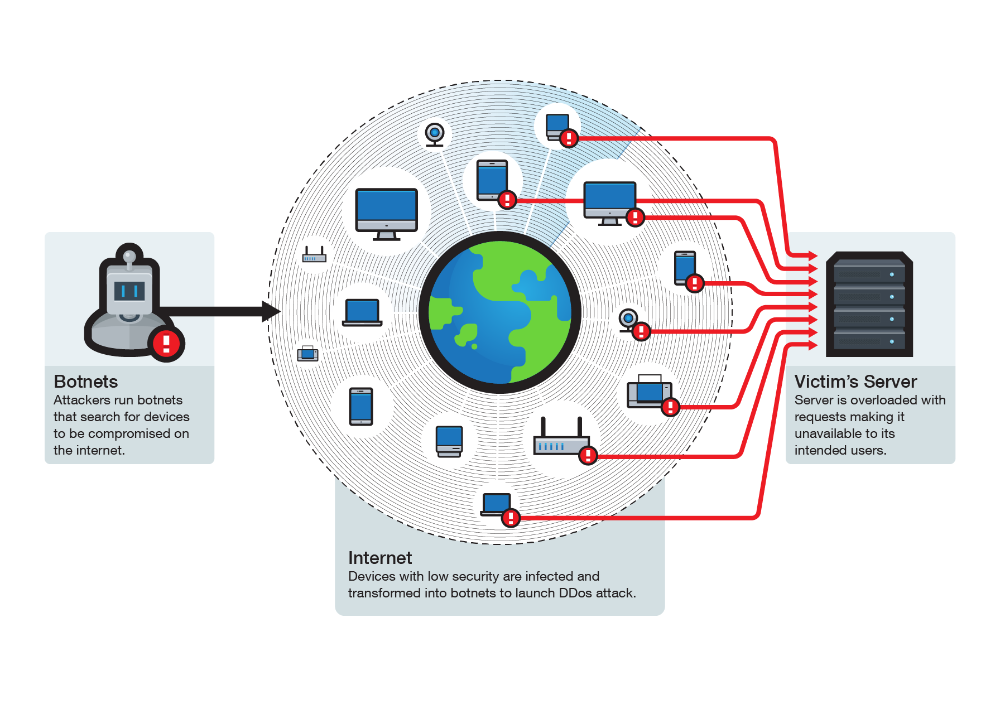 Botnets
Attackers run botnets
that search for devices
to be compromised on
the internet.
Internet
Devices with low security are infected and
transformed into botnets to launch DDos attack.
Victim’s Server
Server is overloaded with
requests making it
unavailable to its
intended users.